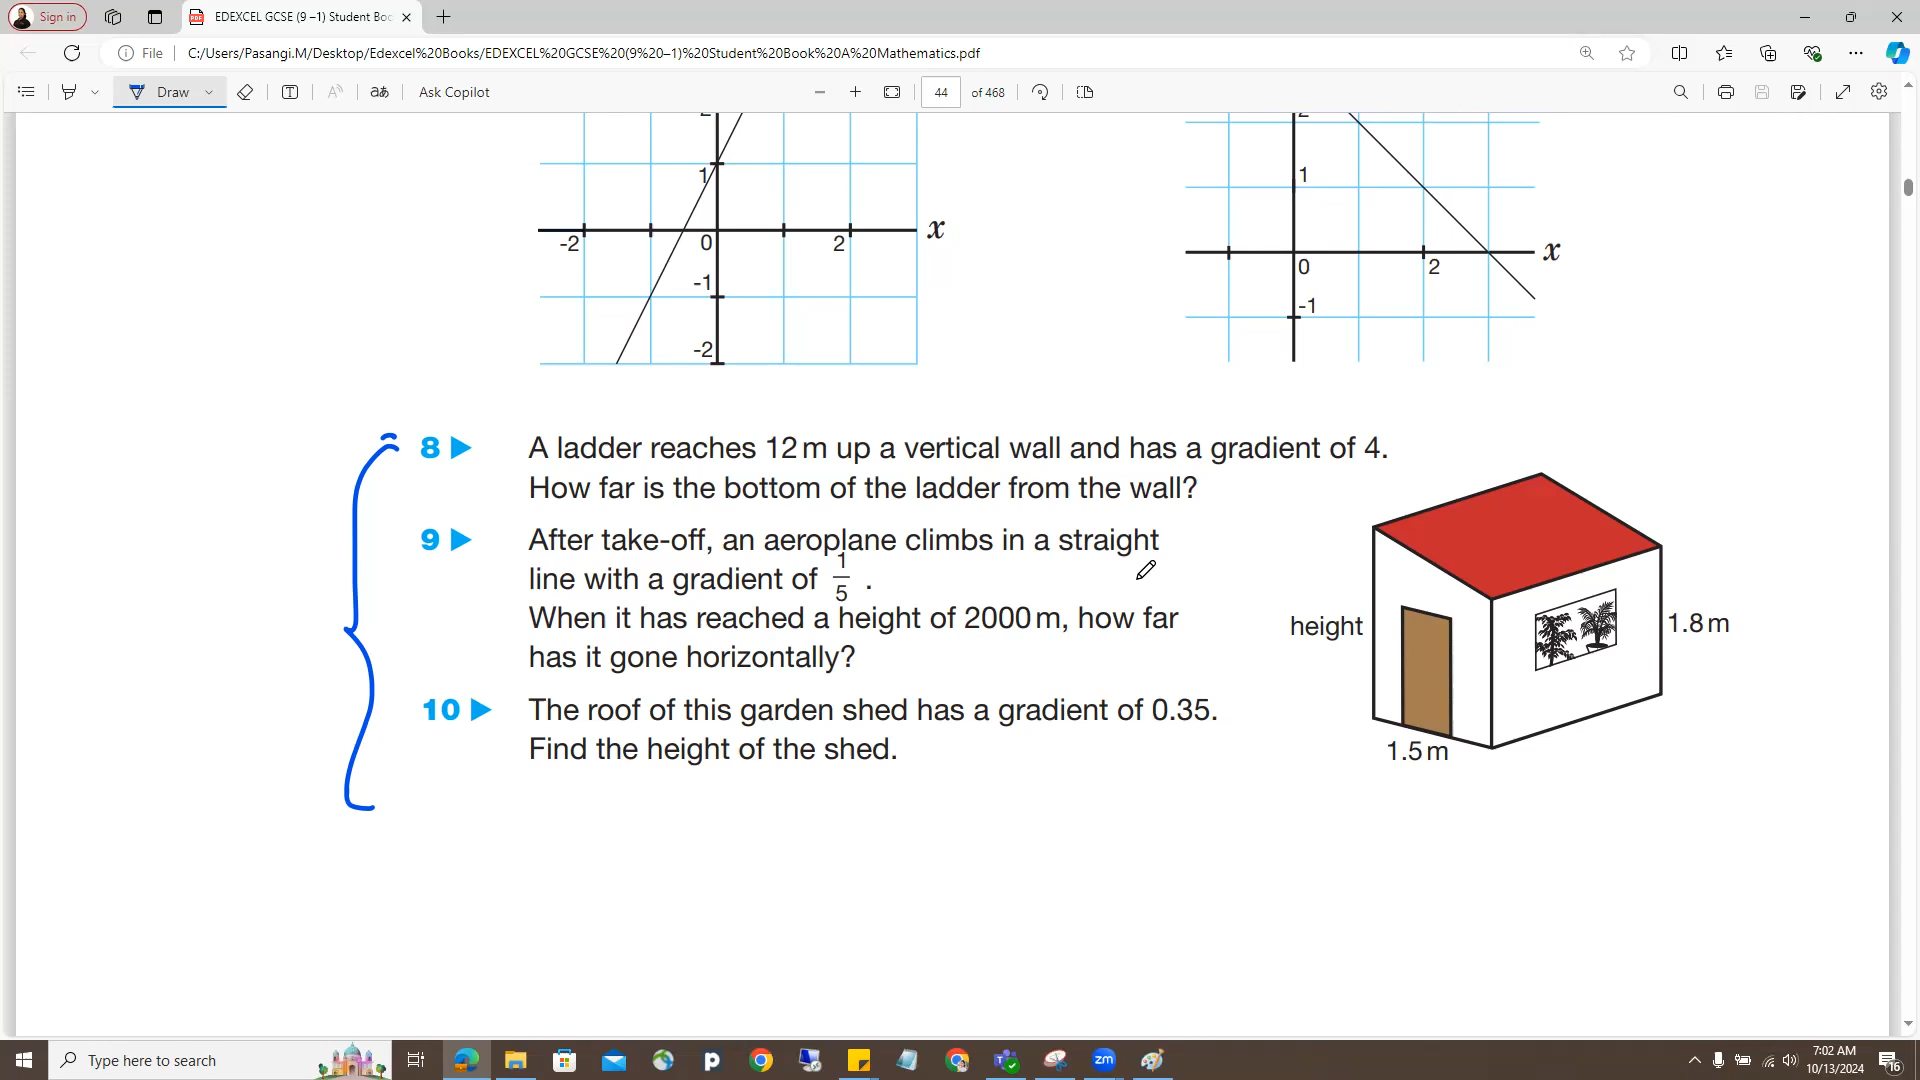 Sign in
EDEXCEL GCSE (9 –1) Student Boo
File
C:/Users/Pasangi.M/Desktop/Edexcel%20Books/EDEXCEL%20GCSE%20(9%20–1)%20Student%20Book%20A%20Mathematics.pdf
Draw
aあ
Ask Copilot
44 of 468
2
1
x
-2
0
2
-1
-2
2
1
x
0
2
-1
8 A ladder reaches 12 m up a vertical wall and has a gradient of 4.
How far is the bottom of the ladder from the wall?
9 After take-off, an aeroplane climbs in a straight
line with a gradient of 1/5 .
When it has reached a height of 2000 m, how far
has it gone horizontally?
10 The roof of this garden shed has a gradient of 0.35.
Find the height of the shed.
height
1.8 m
1.5 m
Type here to search
zm
7:02 AM
10/13/2024
16